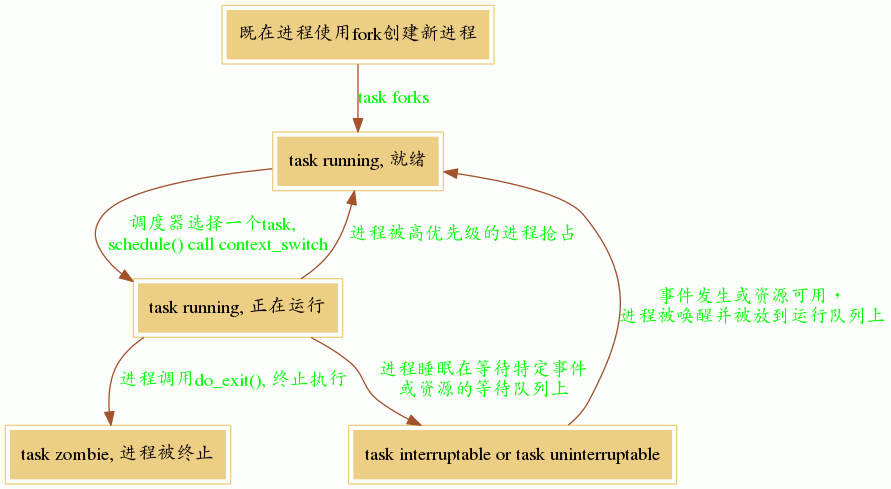 既在进程使用fork创建新进程
task forks
task running, 就绪
调度器选择一个task,
schedule() call context_switch
进程被高优先级的进程抢占
事件发生或资源可用，
进程被唤醒并被放到运行队列上
task running, 正在运行
进程调用do_exit(), 终止执行
进程睡眠在等待特定事件
或资源的等待队列上
task zombie, 进程被终止
task interruptable or task uninterruptable